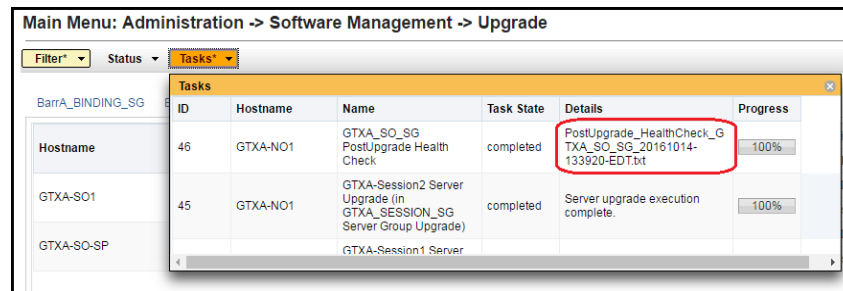 Main Menu: Administration -> Software Management -> Upgrade
Filter* Status Tasks*
Tasks
BarrA_BINDING_SG
ID Hostname Name Task State Details Progress
Hostname
46 GTXA-NO1 GTXA_SO_SG
PostUpgrade Health
Check completed PostUpgrade_HealthCheck_G
TXA_SO_SG_20161014-
133920-EDT.txt 100%
GTXA-SO1
45 GTXA-NO1 GTXA-Session2 Server
Upgrade (in
GTXA_SESSION_SG
Server Group Upgrade) completed Server upgrade execution
complete. 100%
GTXA-SO-SP
GTXA-Session1 Server